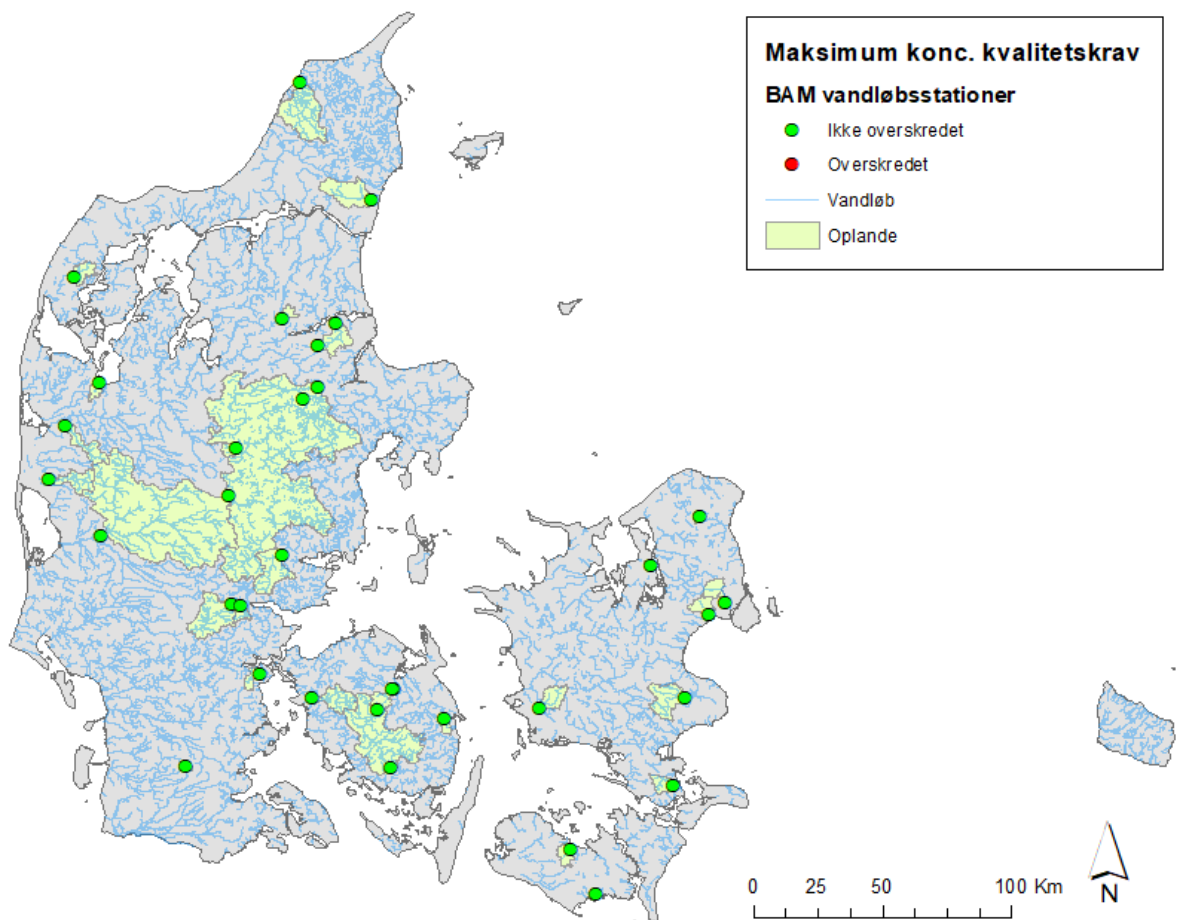 Maksimum konc. kvalitetskrav
BAM vandløbsstationer
Ikke overskredet
Overskredet
Vandløb
Oplande
0 25 50 100 Km
N